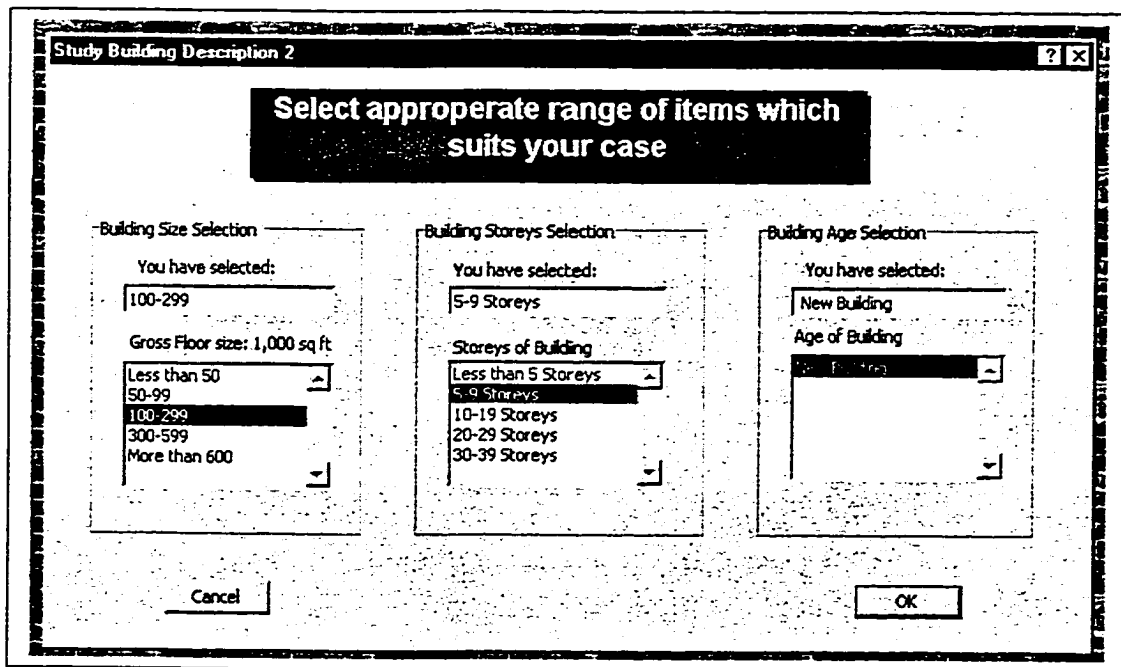 Study Building Description 2
? X
Select approperate range of items which
suits your case
Building Size Selection
You have selected:
100-299
Gross Floor size: 1,000 sq ft
Less than 50
50-99
100-299
300-599
More than 600
Building Storeys Selection
You have selected:
5-9 Storeys
Storeys of Building
Less than 5 Storeys
5-9 Storeys
10-19 Storeys
20-29 Storeys
30-39 Storeys
Building Age Selection
You have selected:
New Building
Age of Building
Building
Cancel
OK